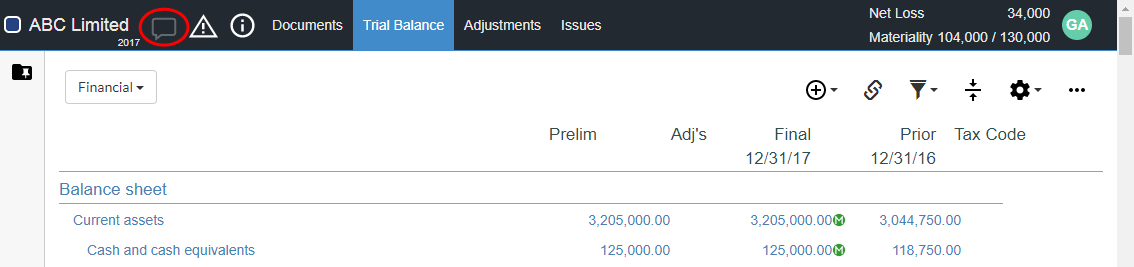 ABC Limited
2017
Documents
Trial Balance
Adjustments
Issues
Net Loss 34,000
Materiality 104,000 / 130,000
GA
Financial
Prelim Adj's Final Prior Tax Code
12/31/17 12/31/16
Balance sheet
Current assets 3,205,000.00 3,205,000.00 M 3,044,750.00
Cash and cash equivalents 125,000.00 125,000.00 M 118,750.00